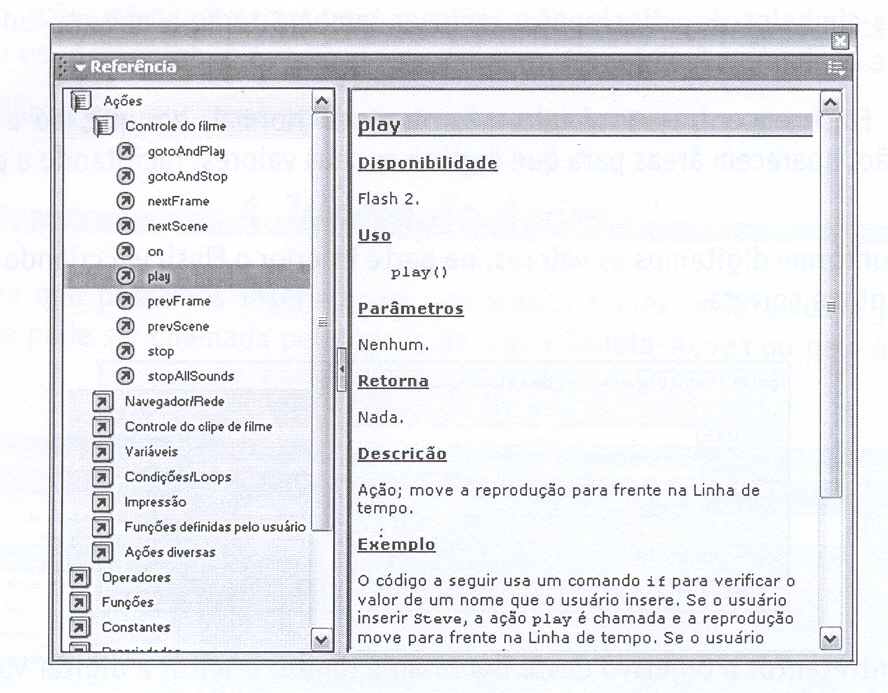 Referência
Ações
Controle do filme
gotoAndPlay
gotoAndStop
nextFrame
nextScene
on
play
prevFrame
prevScene
stop
stopAllSounds
Navegador/Rede
Controle do clipe de filme
Variáveis
Condições/Loops
Impressão
Funções definidas pelo usuário
Ações diversas
Operadores
Funções
Constantes
Propriedades
play
Disponibilidade
Flash 2.
Uso
play()
Parâmetros
Nenhum.
Retorna
Nada.
Descrição
Ação; move a reprodução para frente na Linha de
tempo.
Exemplo
O código a seguir usa um comando if para verificar o
valor de um nome que o usuário insere. Se o usuário
inserir Steve, a ação play é chamada e a reprodução
move para frente na Linha de tempo. Se o usuário